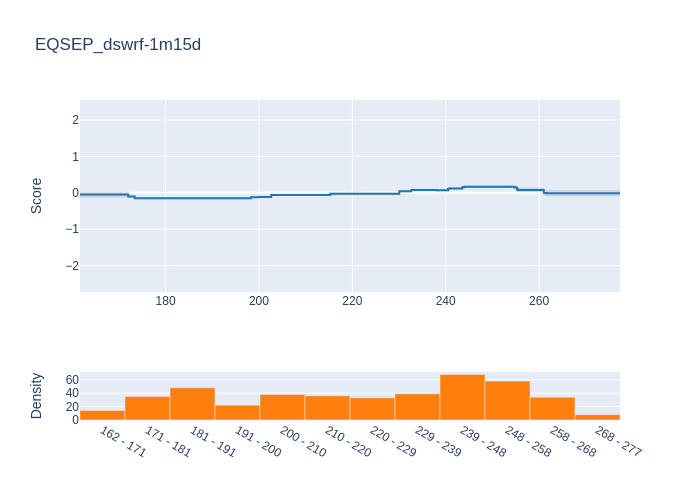 EQSEP_dswrf-1m15d
Score
2
1
0
−1
−2
180 200 220 240 260
Density
60
40
20
0
162 - 171
171 - 181
181 - 191
191 - 200
200 - 210
210 - 220
220 - 229
229 - 239
239 - 248
248 - 258
258 - 268
268 - 277